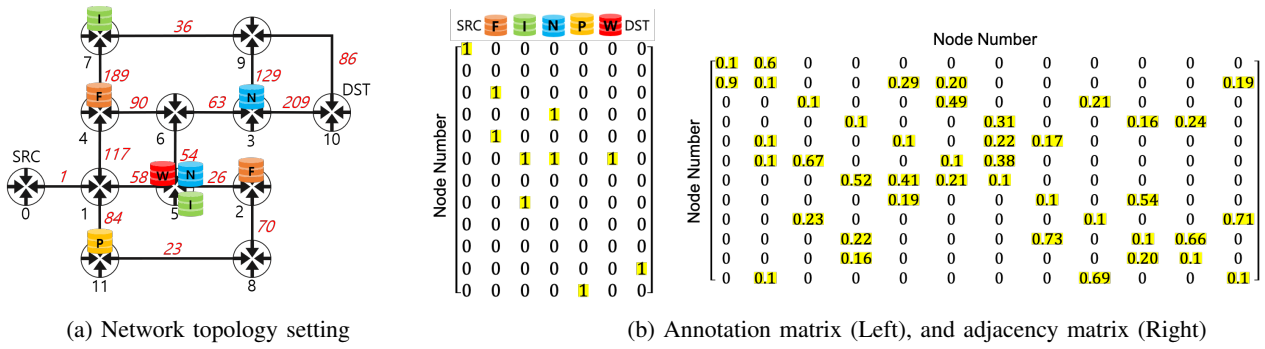 I
36
7
9
86
189
129
F
N
DST
90
63
209
4
6
3
10
117
54
SRC
W
N
F
1
58
26
0
1
5
I
2
84
70
P
23
11
8
(a) Network topology setting
SRC F I N P W DST
Node Number
1 0 0 0 0 0 0
0 0 0 0 0 0 0
0 1 0 0 0 0 0
0 0 0 1 0 0 0
0 1 0 0 0 0 0
0 0 1 1 0 1 0
0 0 0 0 0 0 0
0 0 1 0 0 0 0
0 0 0 0 0 0 0
0 0 0 0 0 0 0
0 0 0 0 0 0 1
0 0 0 0 1 0 0
Node Number
Node Number
0.1 0.6 0 0 0 0 0 0 0 0 0 0
0.9 0.1 0 0 0.29 0.20 0 0 0 0 0 0.19
0 0 0.1 0 0 0.49 0 0 0.21 0 0 0
0 0 0 0.1 0 0 0.31 0 0 0.16 0.24 0
0 0.1 0 0 0.1 0 0.22 0.17 0 0 0 0
0 0.1 0.67 0 0 0.1 0.38 0 0 0 0 0
0 0 0 0.52 0.41 0.21 0.1 0 0 0 0 0
0 0 0 0 0.19 0 0 0.1 0 0.54 0 0
0 0 0.23 0 0 0 0 0 0.1 0 0 0.71
0 0 0 0.22 0 0 0 0.73 0 0.1 0.66 0
0 0 0 0.16 0 0 0 0 0 0.20 0.1 0
0 0.1 0 0 0 0 0 0 0.69 0 0 0.1
(b) Annotation matrix (Left), and adjacency matrix (Right)